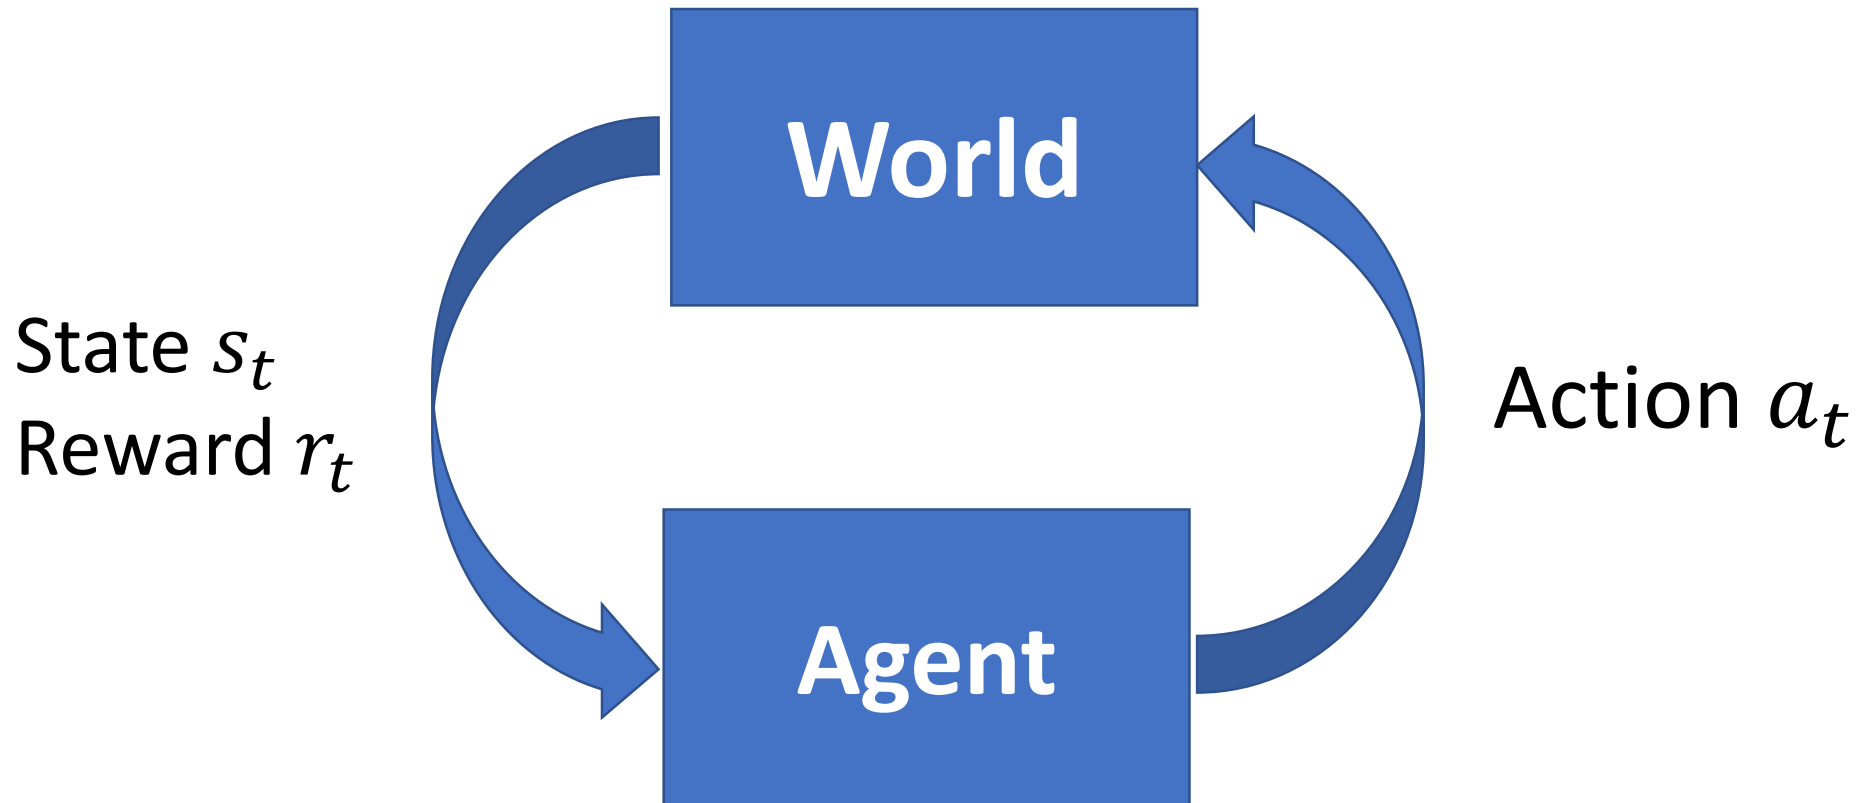 World
State s_t
Reward r_t
Action a_t
Agent